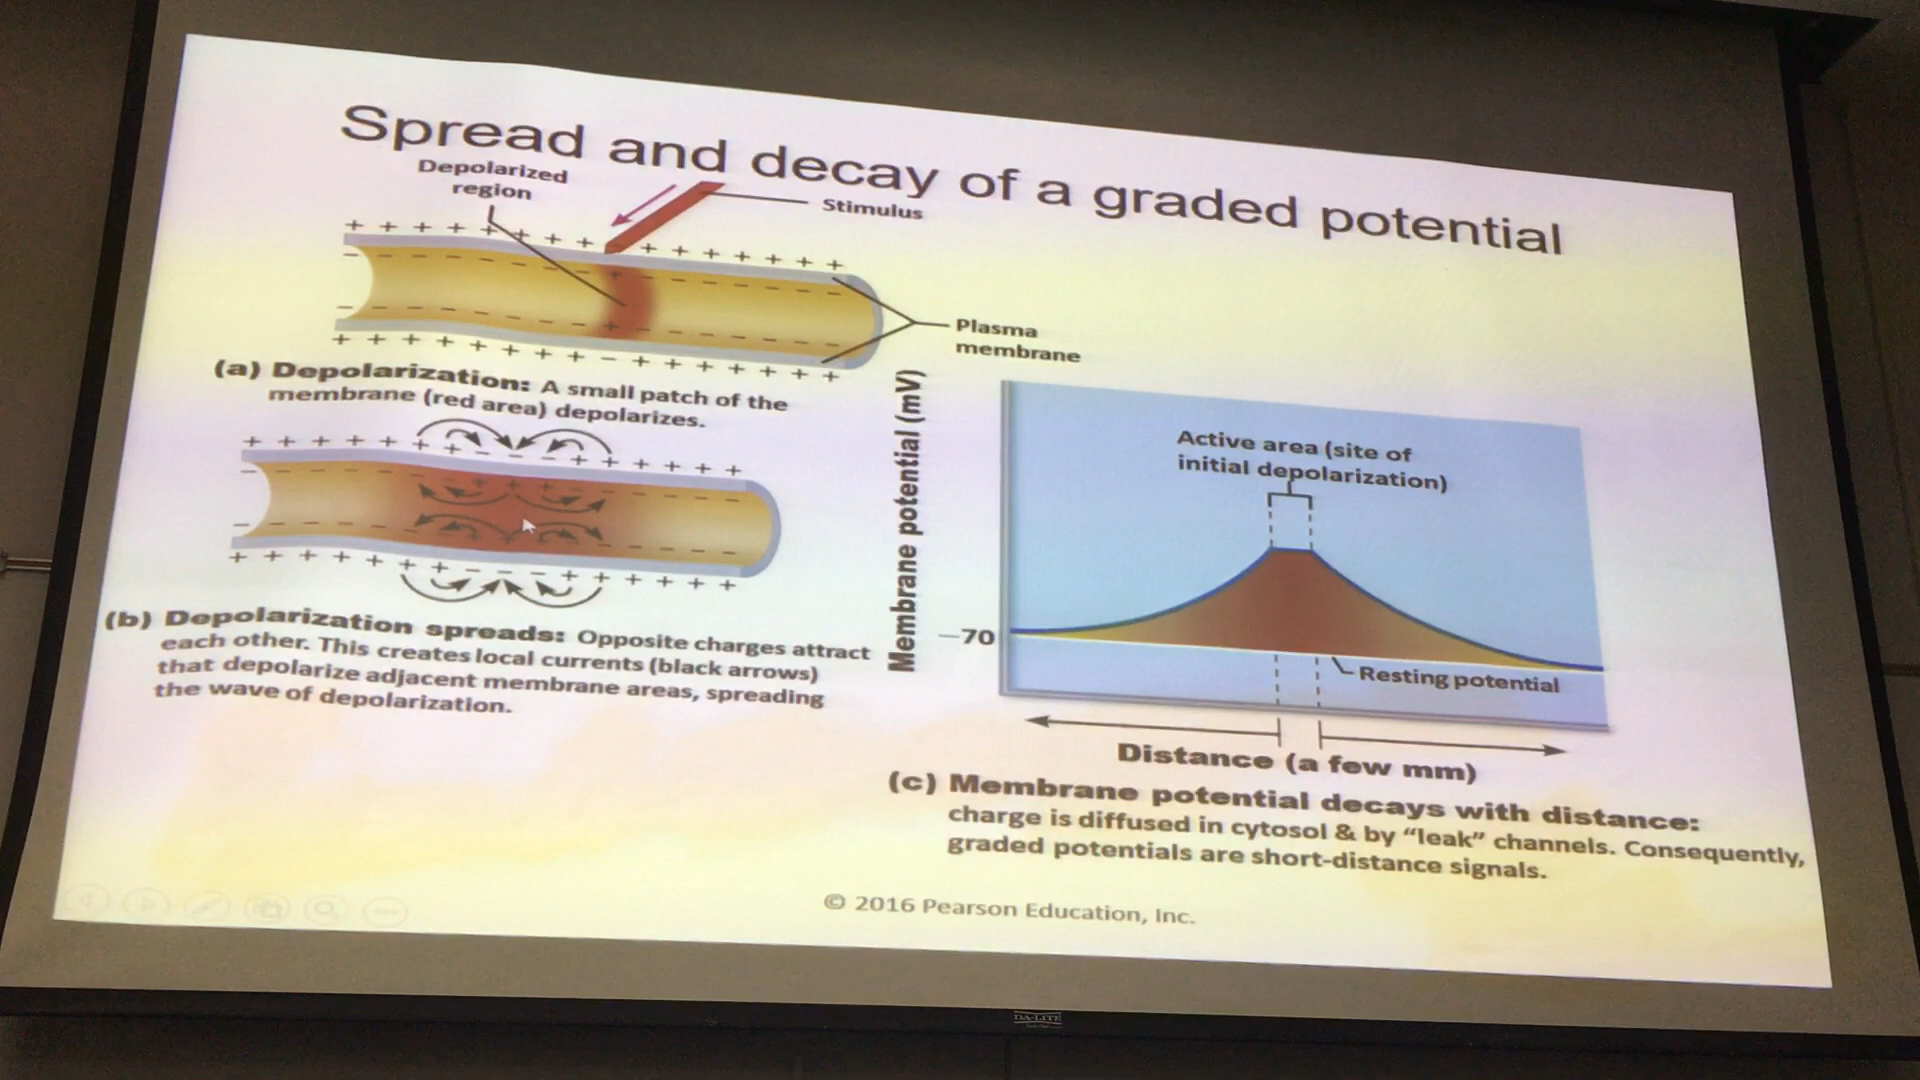 Spread and decay of a graded potential
Depolarized
region
Stimulus
Plasma
membrane
(a) Depolarization: A small patch of the
membrane (red area) depolarizes.
(b) Depolarization spreads: Opposite charges attract
each other. This creates local currents (black arrows)
that depolarize adjacent membrane areas, spreading
the wave of depolarization.
Membrane potential (mV)
Active area (site of
initial depolarization)
−70
Resting potential
Distance (a few mm)
(c) Membrane potential decays with distance:
charge is diffused in cytosol & by “leak” channels. Consequently,
graded potentials are short-distance signals.
© 2016 Pearson Education, Inc.
DA-LITE